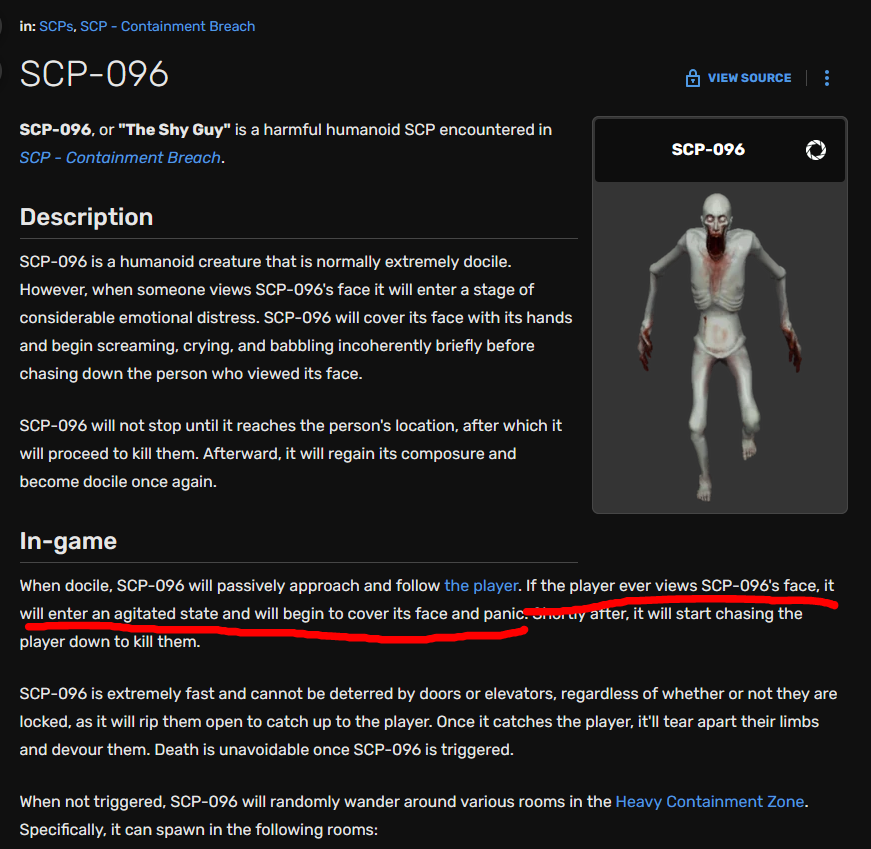 in: SCPs, SCP - Containment Breach
SCP-096
VIEW SOURCE
SCP-096, or "The Shy Guy" is a harmful humanoid SCP encountered in
SCP - Containment Breach.
SCP-096
Description
SCP-096 is a humanoid creature that is normally extremely docile.
However, when someone views SCP-096's face it will enter a stage of
considerable emotional distress. SCP-096 will cover its face with its hands
and begin screaming, crying, and babbling incoherently briefly before
chasing down the person who viewed its face.
SCP-096 will not stop until it reaches the person's location, after which it
will proceed to kill them. Afterward, it will regain its composure and
become docile once again.
In-game
When docile, SCP-096 will passively approach and follow the player. If the player ever views SCP-096's face, it
will enter an agitated state and will begin to cover its face and panic. Shortly after, it will start chasing the
player down to kill them.
SCP-096 is extremely fast and cannot be deterred by doors or elevators, regardless of whether or not they are
locked, as it will rip them open to catch up to the player. Once it catches the player, it'll tear apart their limbs
and devour them. Death is unavoidable once SCP-096 is triggered.
When not triggered, SCP-096 will randomly wander around various rooms in the Heavy Containment Zone.
Specifically, it can spawn in the following rooms: